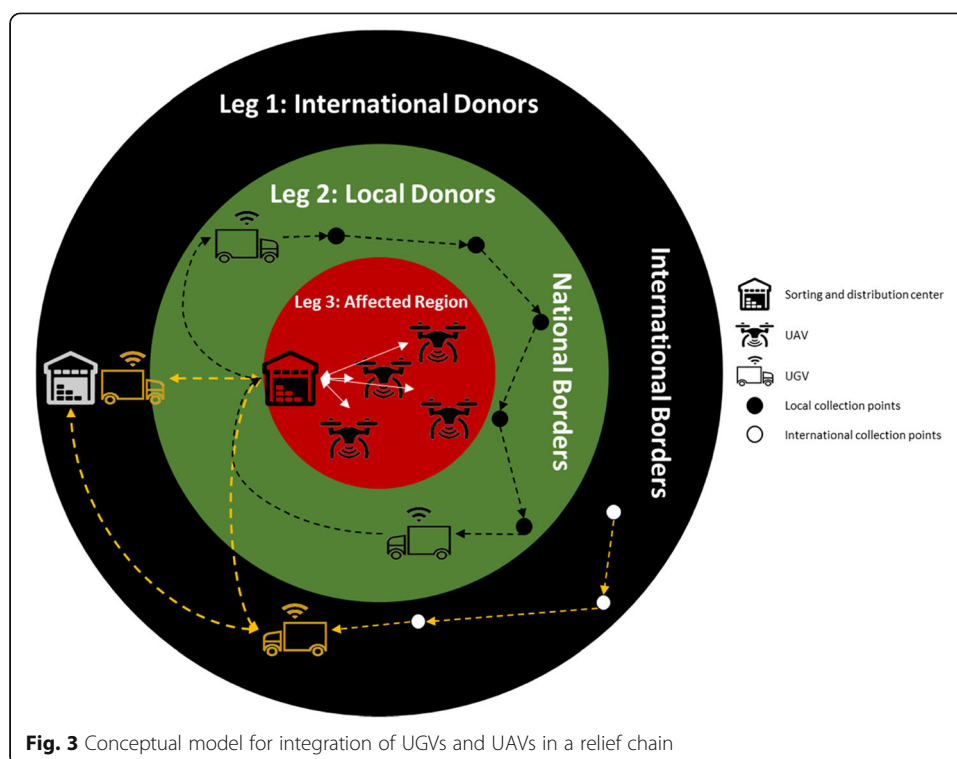 Leg 1: International Donors
Leg 2: Local Donors
Leg 3: Affected Region
National Borders
International Borders
Sorting and distribution center
UAV
UGV
Local collection points
International collection points
Fig. 3 Conceptual model for integration of UGVs and UAVs in a relief chain